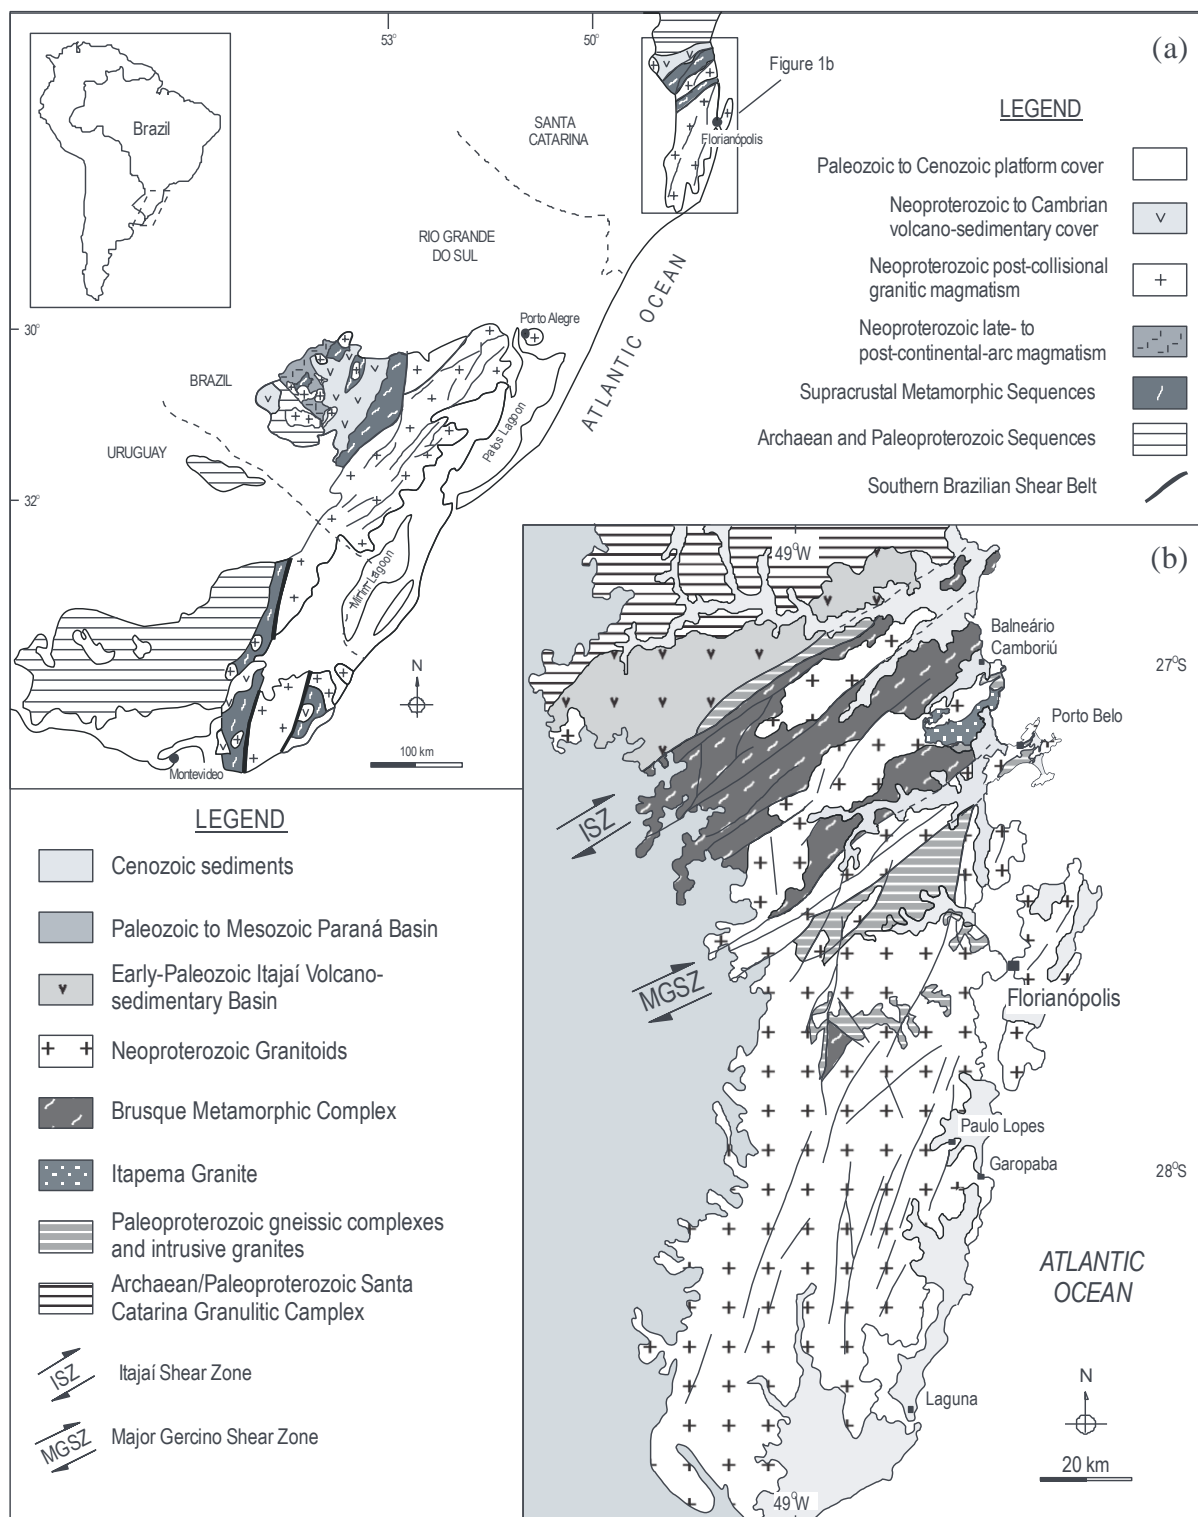 53°
50°
(a)
Figure 1b
Brazil
SANTA
CATARINA
Florianópolis
RIO GRANDE
DO SUL
ATLANTIC OCEAN
30°
Porto Alegre
BRAZIL
URUGUAY
Patos Lagoon
32°
Mirim Lagoon
N
100 km
Montevideo
LEGEND
Paleozoic to Cenozoic platform cover
Neoproterozoic to Cambrian
volcano-sedimentary cover
Neoproterozoic post-collisional
granitic magmatism
Neoproterozoic late- to
post-continental-arc magmatism
Supracrustal Metamorphic Sequences
Archaean and Paleoproterozoic Sequences
Southern Brazilian Shear Belt
LEGEND
Cenozoic sediments
Paleozoic to Mesozoic Paraná Basin
Early-Paleozoic Itajaí Volcano-
sedimentary Basin
Neoproterozoic Granitoids
Brusque Metamorphic Complex
Itapema Granite
Paleoproterozoic gneissic complexes
and intrusive granites
Archaean/Paleoproterozoic Santa
Catarina Granulitic Camplex
ISZ
Itajaí Shear Zone
MGSZ
Major Gercino Shear Zone
49°W
(b)
Balneário
Camboriú
27°S
Porto Belo
ISZ
MGSZ
Florianópolis
Paulo Lopes
Garopaba
28°S
ATLANTIC
OCEAN
N
Laguna
20 km
49°W